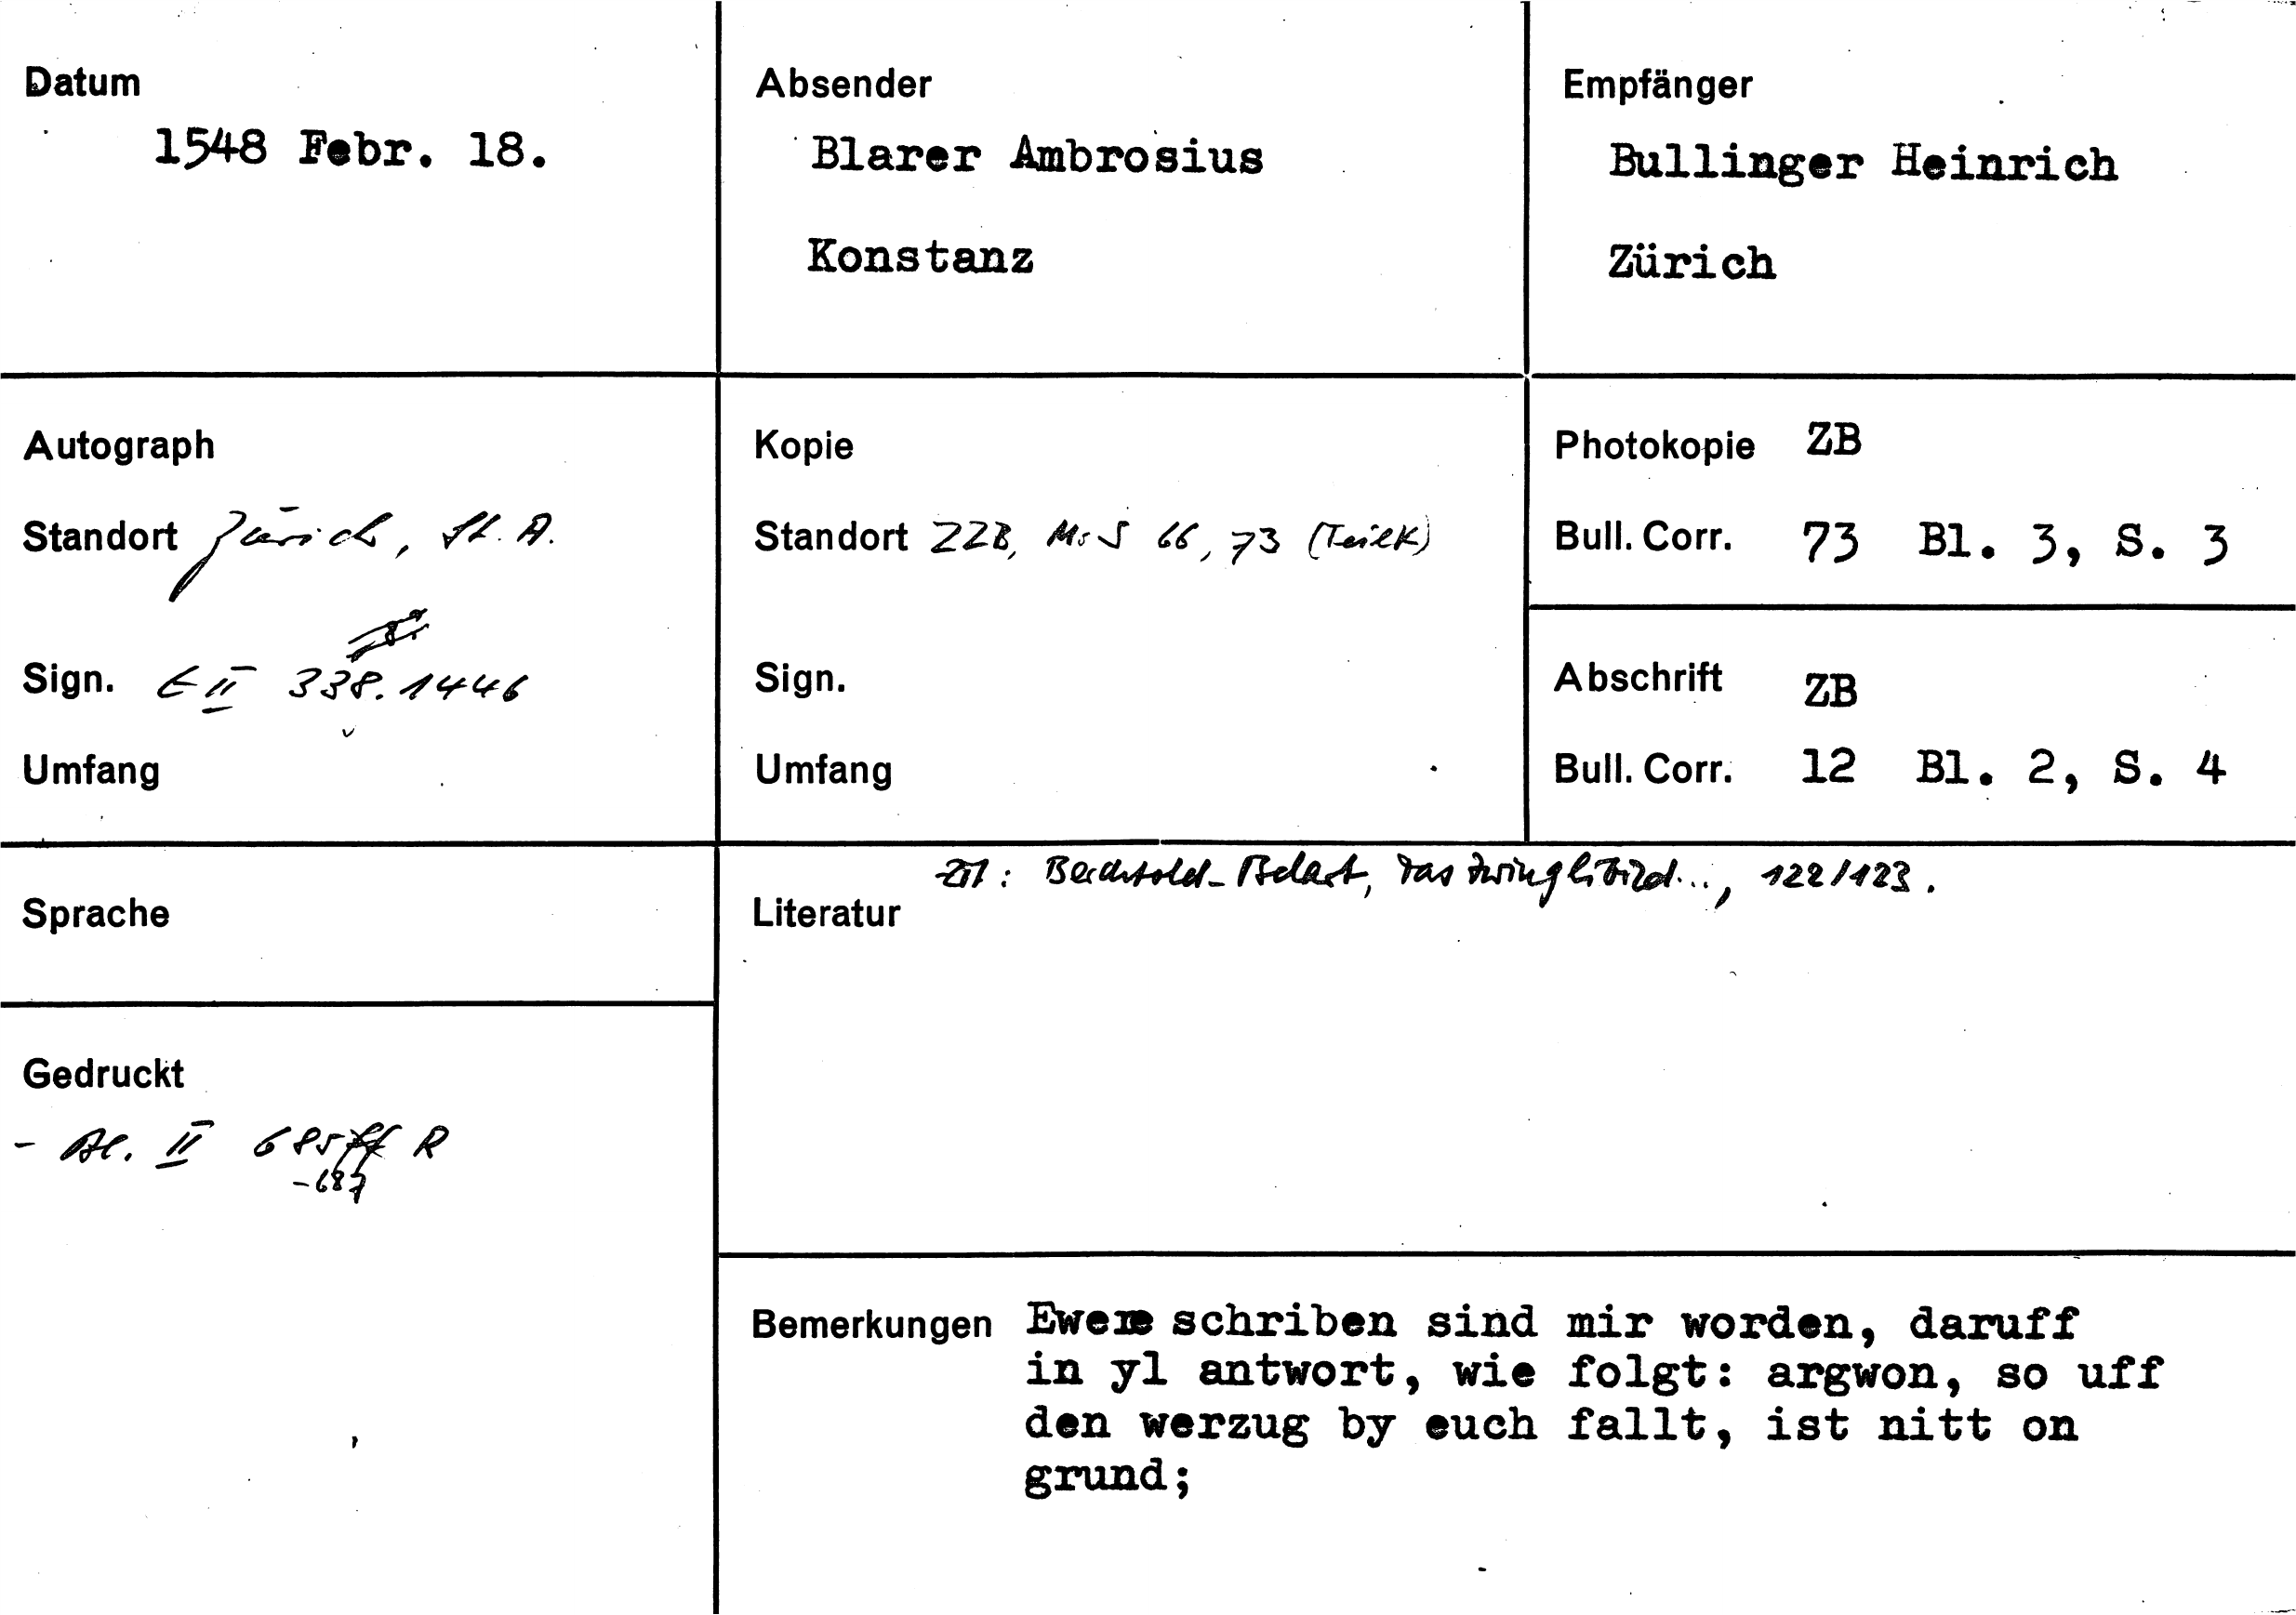 Datum
1548 Febr. 18.
Absender
Blarer Ambrosius
Konstanz
Empfänger
Bullinger Heinrich
Zürich
Autograph
Standort Zürich, St. A.
Sign. E II 338. 1446
Umfang
Kopie
Standort ZZB, Ms S 66, 73 (Teilk)
Sign.
Umfang
Photokopie ZB
Bull. Corr. 73 Bl. 3, S. 3
Abschrift ZB
Bull. Corr. 12 Bl. 2, S. 4
Sprache
Gedruckt
- Bl. II 685ff R
-687
Zit: Berchtold-Belart, Das Zwinglibild.., 122/123.
Literatur
Bemerkungen Ewere schriben sind mir worden, daruff
in yl antwort, wie folgt: argwon, so uff
den werzug by euch fallt, ist nitt on
grund;